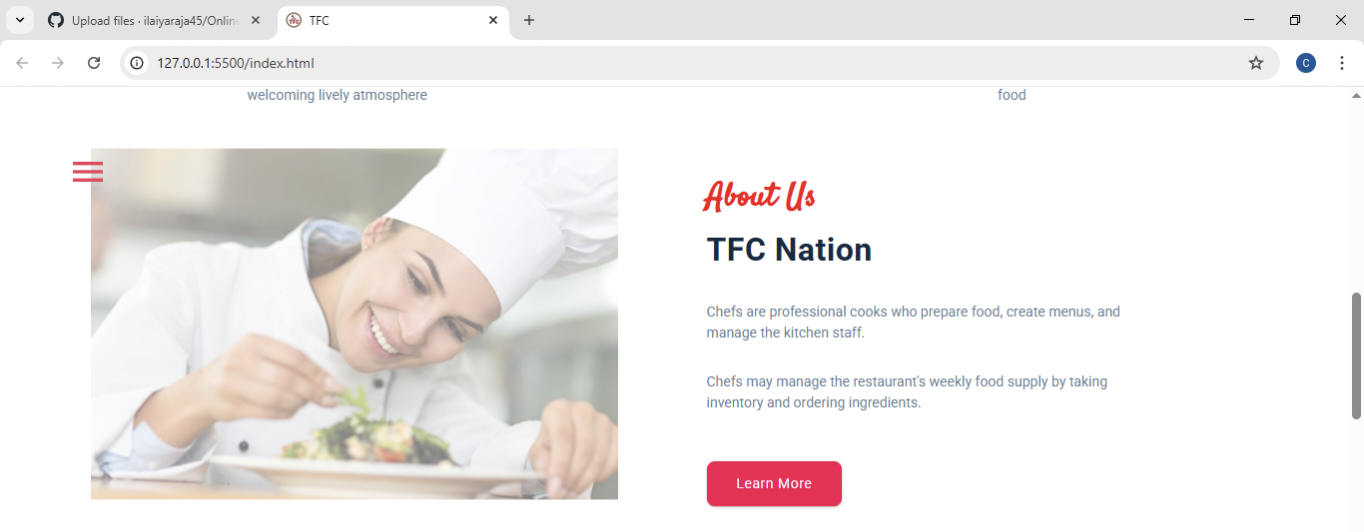 Upload files · ilaiyaraja45/Onlin
TFC
127.0.0.1:5500/index.html
C
welcoming lively atmosphere
food
About Us
TFC Nation
Chefs are professional cooks who prepare food, create menus, and
manage the kitchen staff.
Chefs may manage the restaurant's weekly food supply by taking
inventory and ordering ingredients.
Learn More